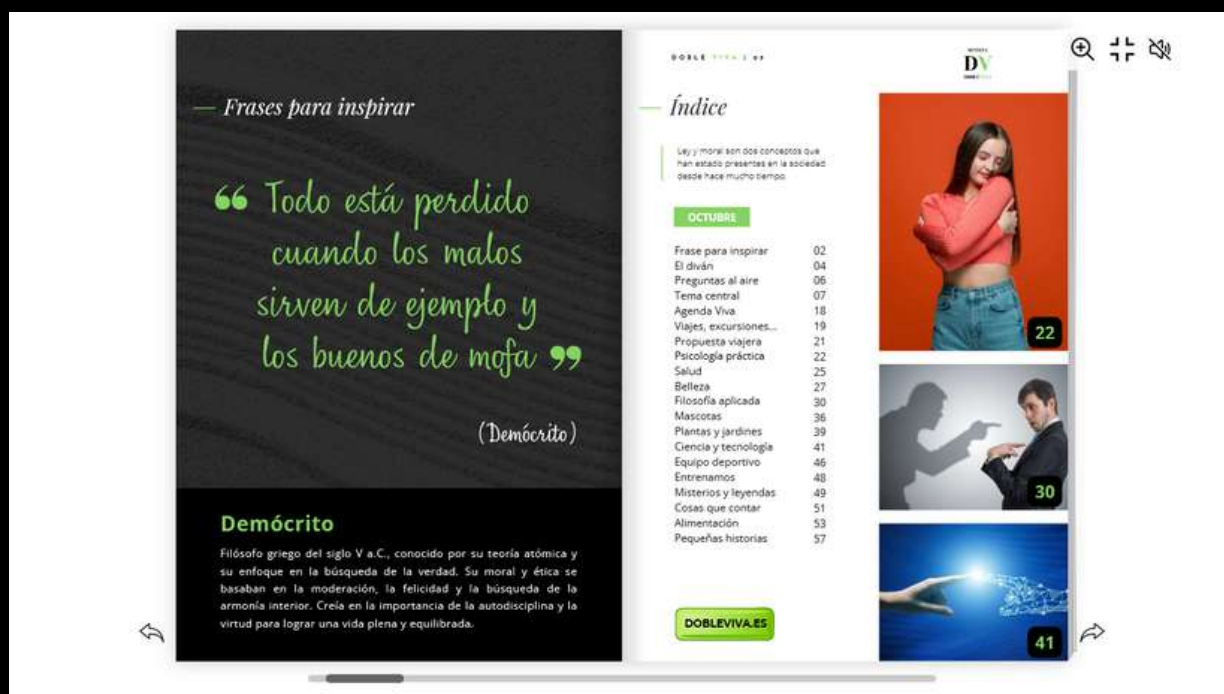 Frases para inspirar
“ Todo está perdido
cuando los malos
sirven de ejemplo y
los buenos de mofa ”
(Demócrito)
Demócrito
Filósofo griego del siglo V a.C., conocido por su teoría atómica y
su enfoque en la búsqueda de la verdad. Su moral y ética se
basaban en la moderación, la felicidad y la búsqueda de la
armonía interior. Creía en la importancia de la autodisciplina y la
virtud para lograr una vida plena y equilibrada.
DOBLE VIVA | 03
DV
Índice
Ley y moral son dos conceptos que
han estado presentes en la sociedad
desde hace mucho tiempo.
OCTUBRE
Frase para inspirar 02
El diván 04
Preguntas al aire 06
Tema central 07
Agenda Viva 18
Viajes, excursiones... 19
Propuesta viajera 21
Psicología práctica 22
Salud 25
Belleza 27
Filosofía aplicada 30
Mascotas 36
Plantas y jardines 39
Ciencia y tecnología 41
Equipo deportivo 46
Entrenamos 48
Misterios y leyendas 49
Cosas que contar 51
Alimentación 53
Pequeñas historias 57
DOBLEVIVA.ES
22
30
41